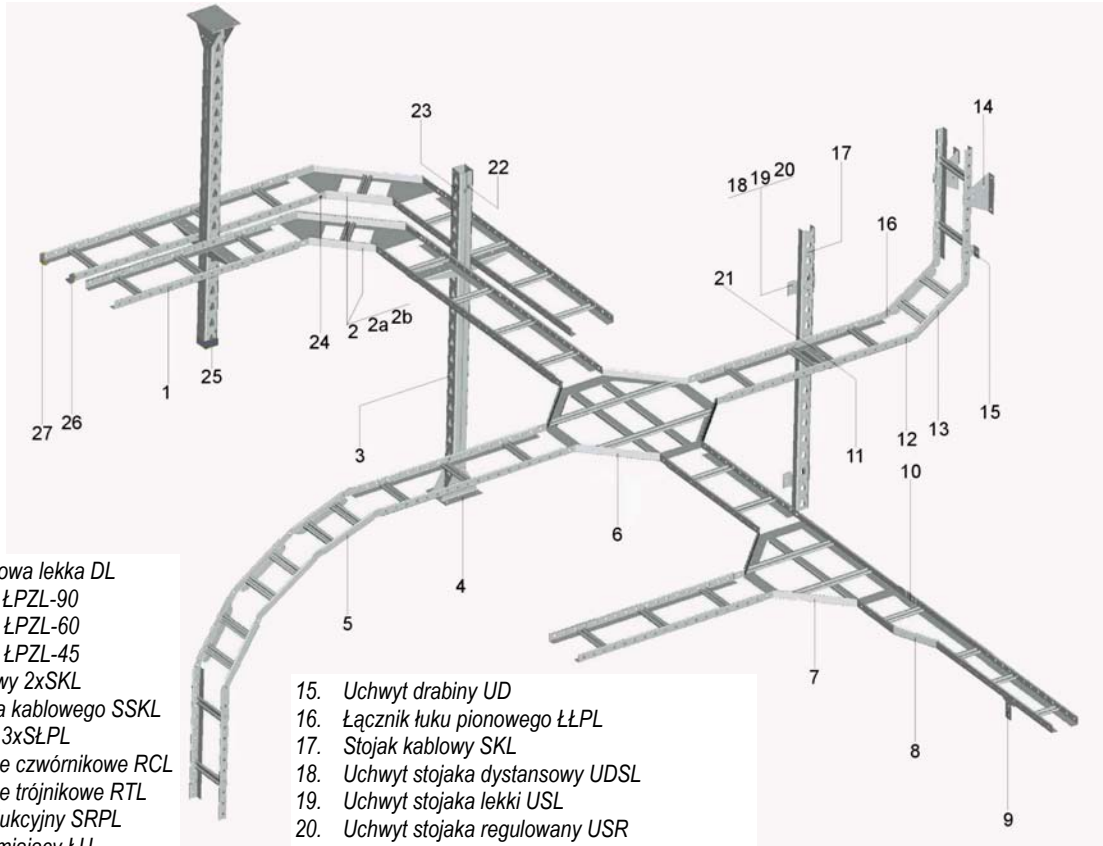 14
23
22
18 19 20
17
16
21
27
26
1
25
24
2 2a 2b
3
4
5
6
7
8
9
10
11
12
13
15
owa lekka DL
ŁPZL-90
ŁPZL-60
ŁPZL-45
wy 2xSKL
a kablowego SSKL
3xSŁPL
e czwórnikowe RCL
e trójnikowe RTL
ukcyjny SRPL
15. Uchwyt drabiny UD
16. Łącznik łuku pionowego ŁŁPL
17. Stojak kablowy SKL
18. Uchwyt stojaka dystansowy UDSL
19. Uchwyt stojaka lekki USL
20. Uchwyt stojaka regulowany USR